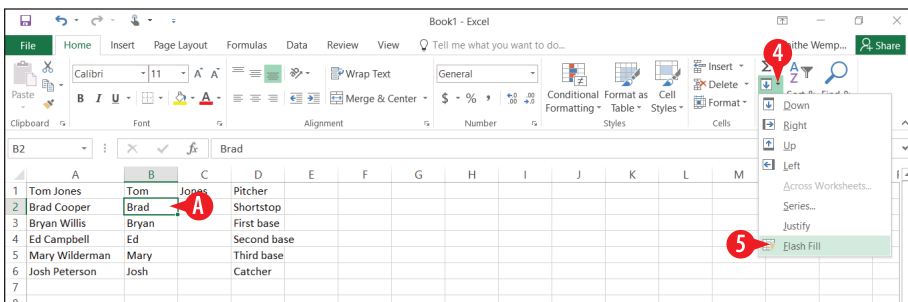 Book1 - Excel
File Home Insert Page Layout Formulas Data Review View Tell me what you want to do... ithe Wemp... Share
Calibri 11 A A Wrap Text General Insert
Paste B I U A Merge & Center $ % , .00 Conditional Format as Cell Delete
Formatting Table Styles Format
Clipboard Font Alignment Number Styles Cells
4
B2 fx Brad
A B C D E F G H I J K L M
1 Tom Jones Tom Jones Pitcher
2 Brad Cooper Brad Shortstop
A
3 Bryan Willis Bryan First base
4 Ed Campbell Ed Second base
5 Mary Wilderman Mary Third base
6 Josh Peterson Josh Catcher
7
Down
Right
Up
Left
Across Worksheets...
Series...
Justify
5 Flash Fill